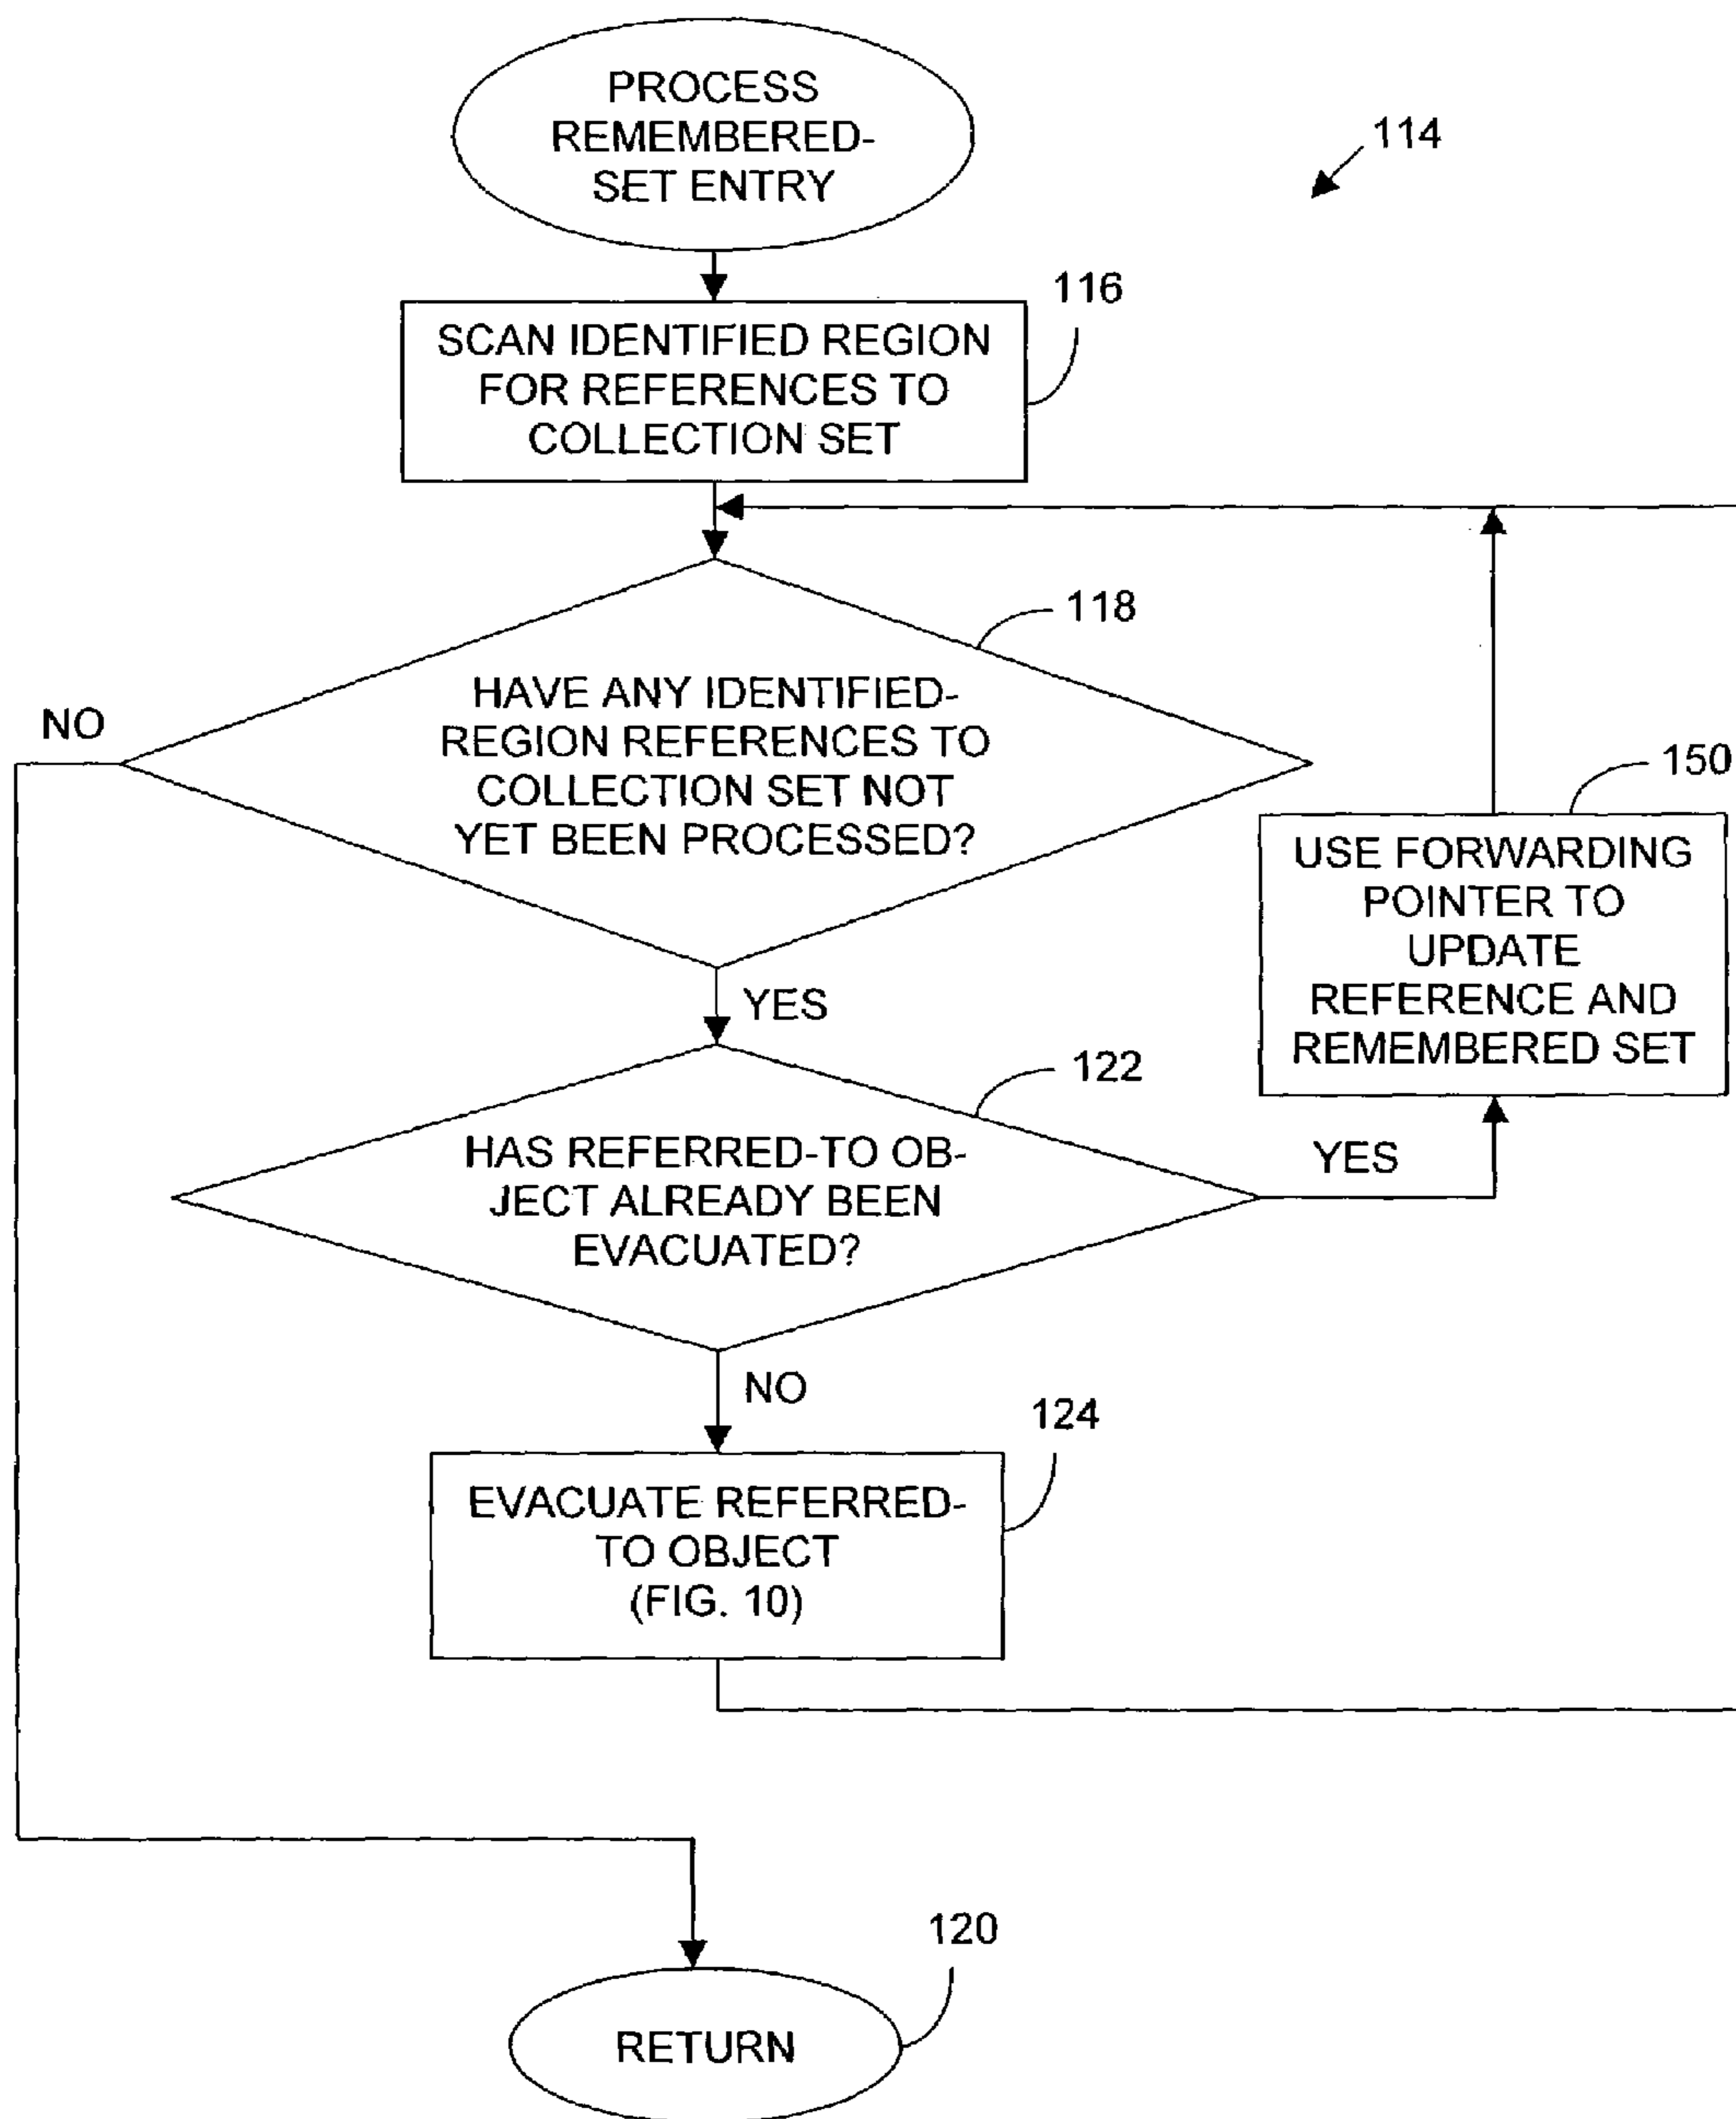 PROCESS
REMEMBERED-
SET ENTRY
114
116
SCAN IDENTIFIED REGION
FOR REFERENCES TO
COLLECTION SET
118
HAVE ANY IDENTIFIED-
REGION REFERENCES TO
COLLECTION SET NOT
YET BEEN PROCESSED?
NO
150
USE FORWARDING
POINTER TO
UPDATE
REFERENCE AND
REMEMBERED SET
YES
122
HAS REFERRED-TO OB-
JECT ALREADY BEEN
EVACUATED?
YES
NO
124
EVACUATE REFERRED-
TO OBJECT
(FIG. 10)
120
RETURN